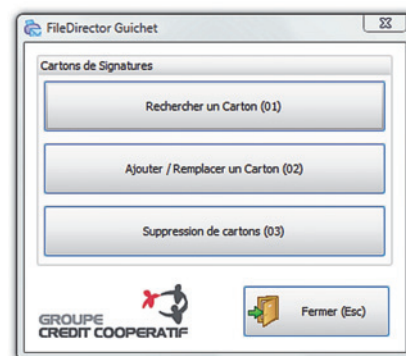 FileDirector Guichet
Cartons de Signatures
Rechercher un Carton (01)
Ajouter / Remplacer un Carton (02)
Suppression de cartons (03)
GROUPE
CREDIT COOPERATIF
Fermer (Esc)